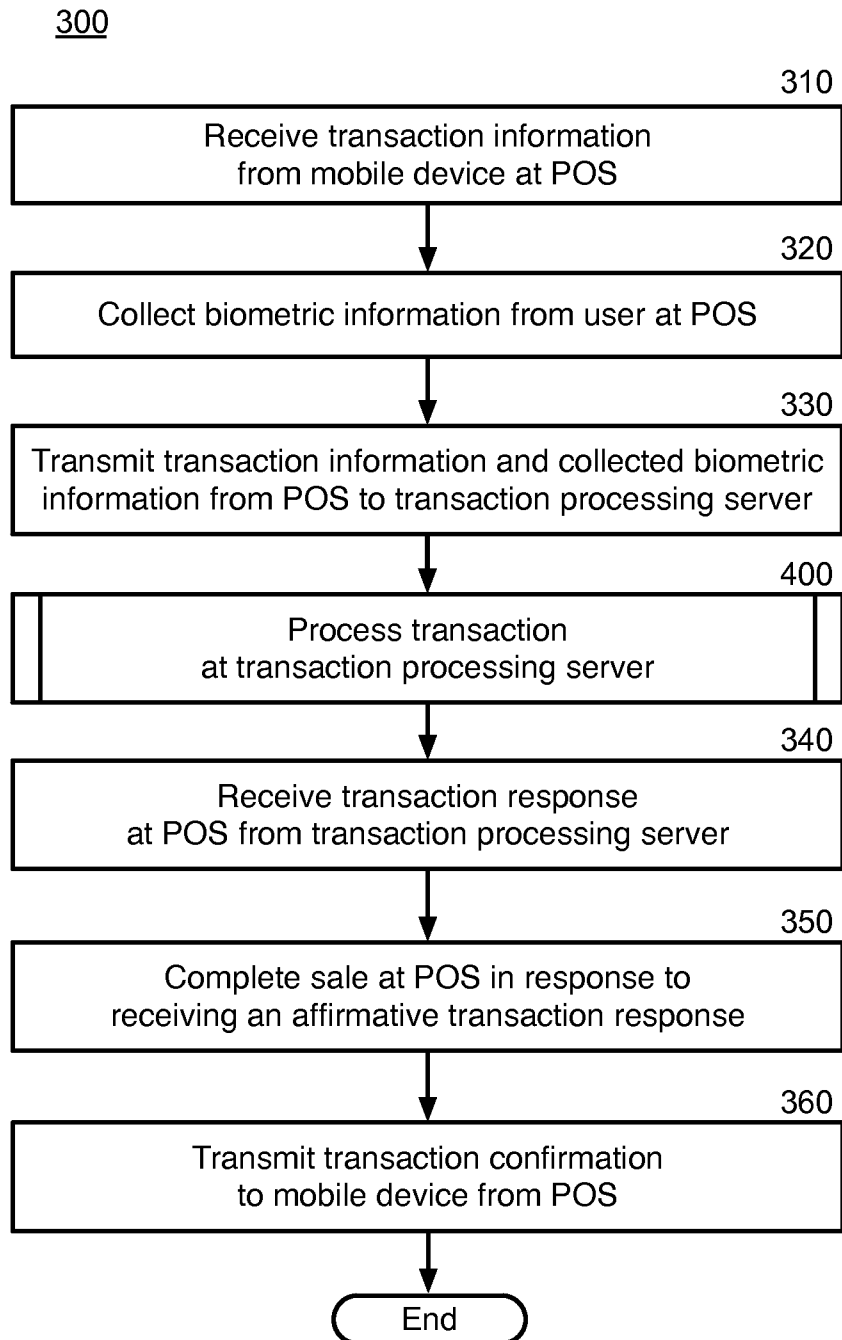 300
310
Receive transaction information
from mobile device at POS
320
Collect biometric information from user at POS
330
Transmit transaction information and collected biometric
information from POS to transaction processing server
400
Process transaction
at transaction processing server
340
Receive transaction response
at POS from transaction processing server
350
Complete sale at POS in response to
receiving an affirmative transaction response
360
Transmit transaction confirmation
to mobile device from POS
End